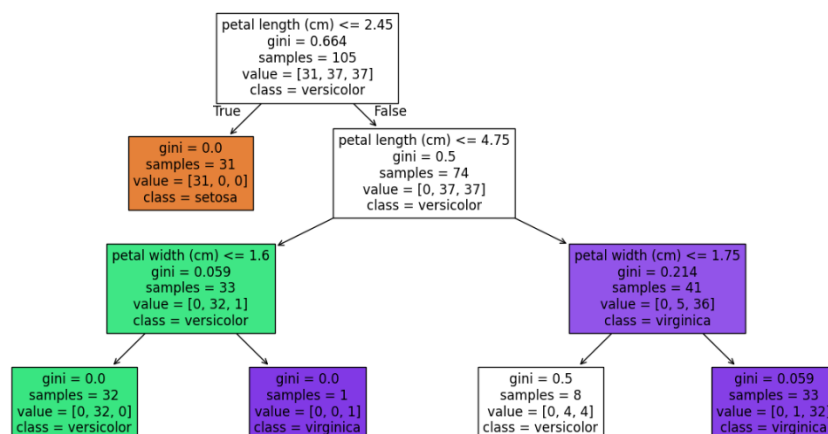 petal length (cm) <= 2.45
gini = 0.664
samples = 105
value = [31, 37, 37]
class = versicolor
True
False
gini = 0.0
samples = 31
value = [31, 0, 0]
class = setosa
petal length (cm) <= 4.75
gini = 0.5
samples = 74
value = [0, 37, 37]
class = versicolor
petal width (cm) <= 1.6
gini = 0.059
samples = 33
value = [0, 32, 1]
class = versicolor
petal width (cm) <= 1.75
gini = 0.214
samples = 41
value = [0, 5, 36]
class = virginica
gini = 0.0
samples = 32
value = [0, 32, 0]
class = versicolor
gini = 0.0
samples = 1
value = [0, 0, 1]
class = virginica
gini = 0.5
samples = 8
value = [0, 4, 4]
class = versicolor
gini = 0.059
samples = 33
value = [0, 1, 32]
class = virginica